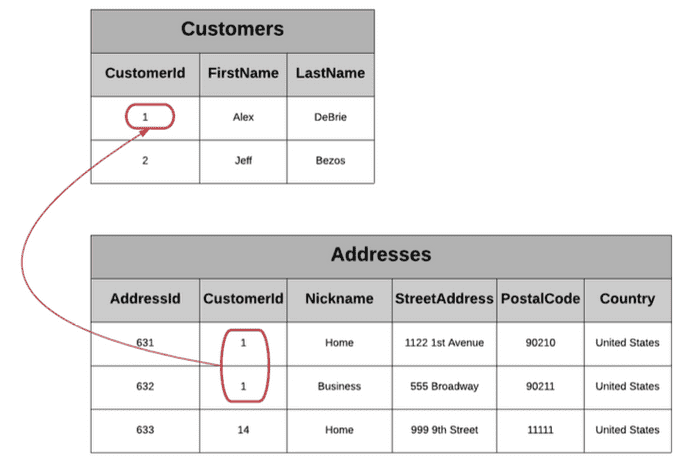 Customers
CustomerId FirstName LastName
1 Alex DeBrie
2 Jeff Bezos
Addresses
AddressId CustomerId Nickname StreetAddress PostalCode Country
631 1 Home 1122 1st Avenue 90210 United States
632 1 Business 555 Broadway 90211 United States
633 14 Home 999 9th Street 11111 United States